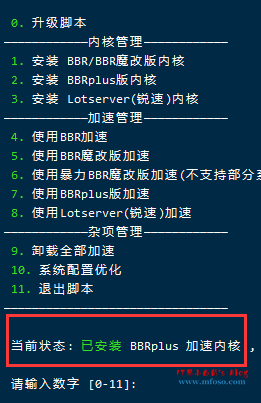 0. 升级脚本
————————————内核管理————————————
1. 安装 BBR/BBR魔改版内核
2. 安装 BBRplus版内核
3. 安装 Lotserver(锐速)内核
————————————加速管理————————————
4. 使用BBR加速
5. 使用BBR魔改版加速
6. 使用暴力BBR魔改版加速(不支持部分系
7. 使用BBRplus版加速
8. 使用Lotserver(锐速)加速
————————————杂项管理————————————
9. 卸载全部加速
10. 系统配置优化
11. 退出脚本
————————————————————————————————
当前状态: 已安装 BBRplus 加速内核 ,
请输入数字 [0-11]:
www.mfoso.com